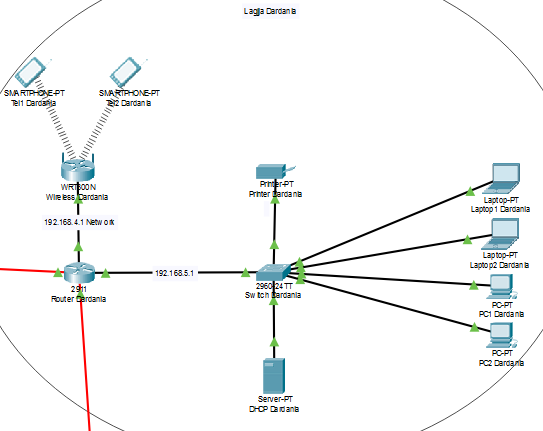 Lagjja Dardania
SMARTPHONE-PT
Tel1 Dardania
SMARTPHONE-PT
Tel2 Dardania
WRT300N
Wireless Dardania
192.168.4.1 Network
2911
Router Dardania
192.168.5.1
Printer-PT
Printer Dardania
2960-24TT
Switch Dardania
Server-PT
DHCP Dardania
Laptop-PT
Laptop1 Dardania
Laptop-PT
Laptop2 Dardania
PC-PT
PC1 Dardania
PC-PT
PC2 Dardania